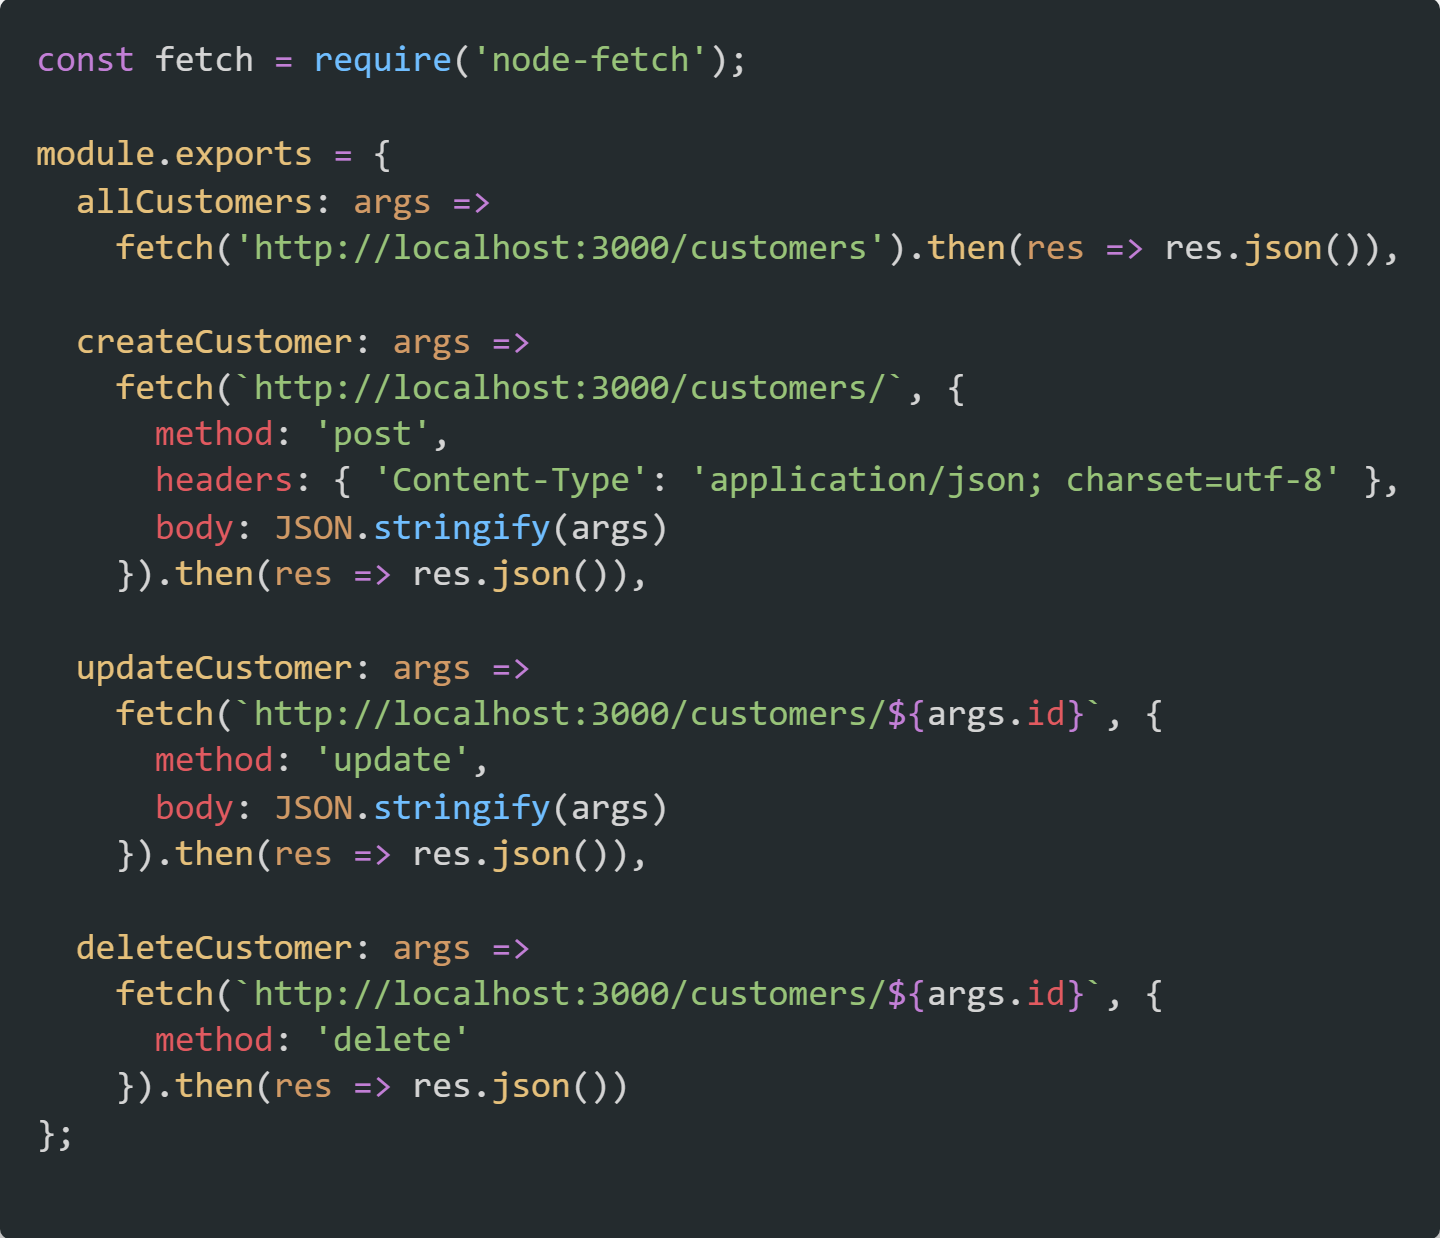 const fetch = require('node-fetch');

module.exports = {
  allCustomers: args =>
    fetch('http://localhost:3000/customers').then(res => res.json()),

  createCustomer: args =>
    fetch(`http://localhost:3000/customers/`, {
      method: 'post',
      headers: { 'Content-Type': 'application/json; charset=utf-8' },
      body: JSON.stringify(args)
    }).then(res => res.json()),

  updateCustomer: args =>
    fetch(`http://localhost:3000/customers/${args.id}`, {
      method: 'update',
      body: JSON.stringify(args)
    }).then(res => res.json()),

  deleteCustomer: args =>
    fetch(`http://localhost:3000/customers/${args.id}`, {
      method: 'delete'
    }).then(res => res.json())
};